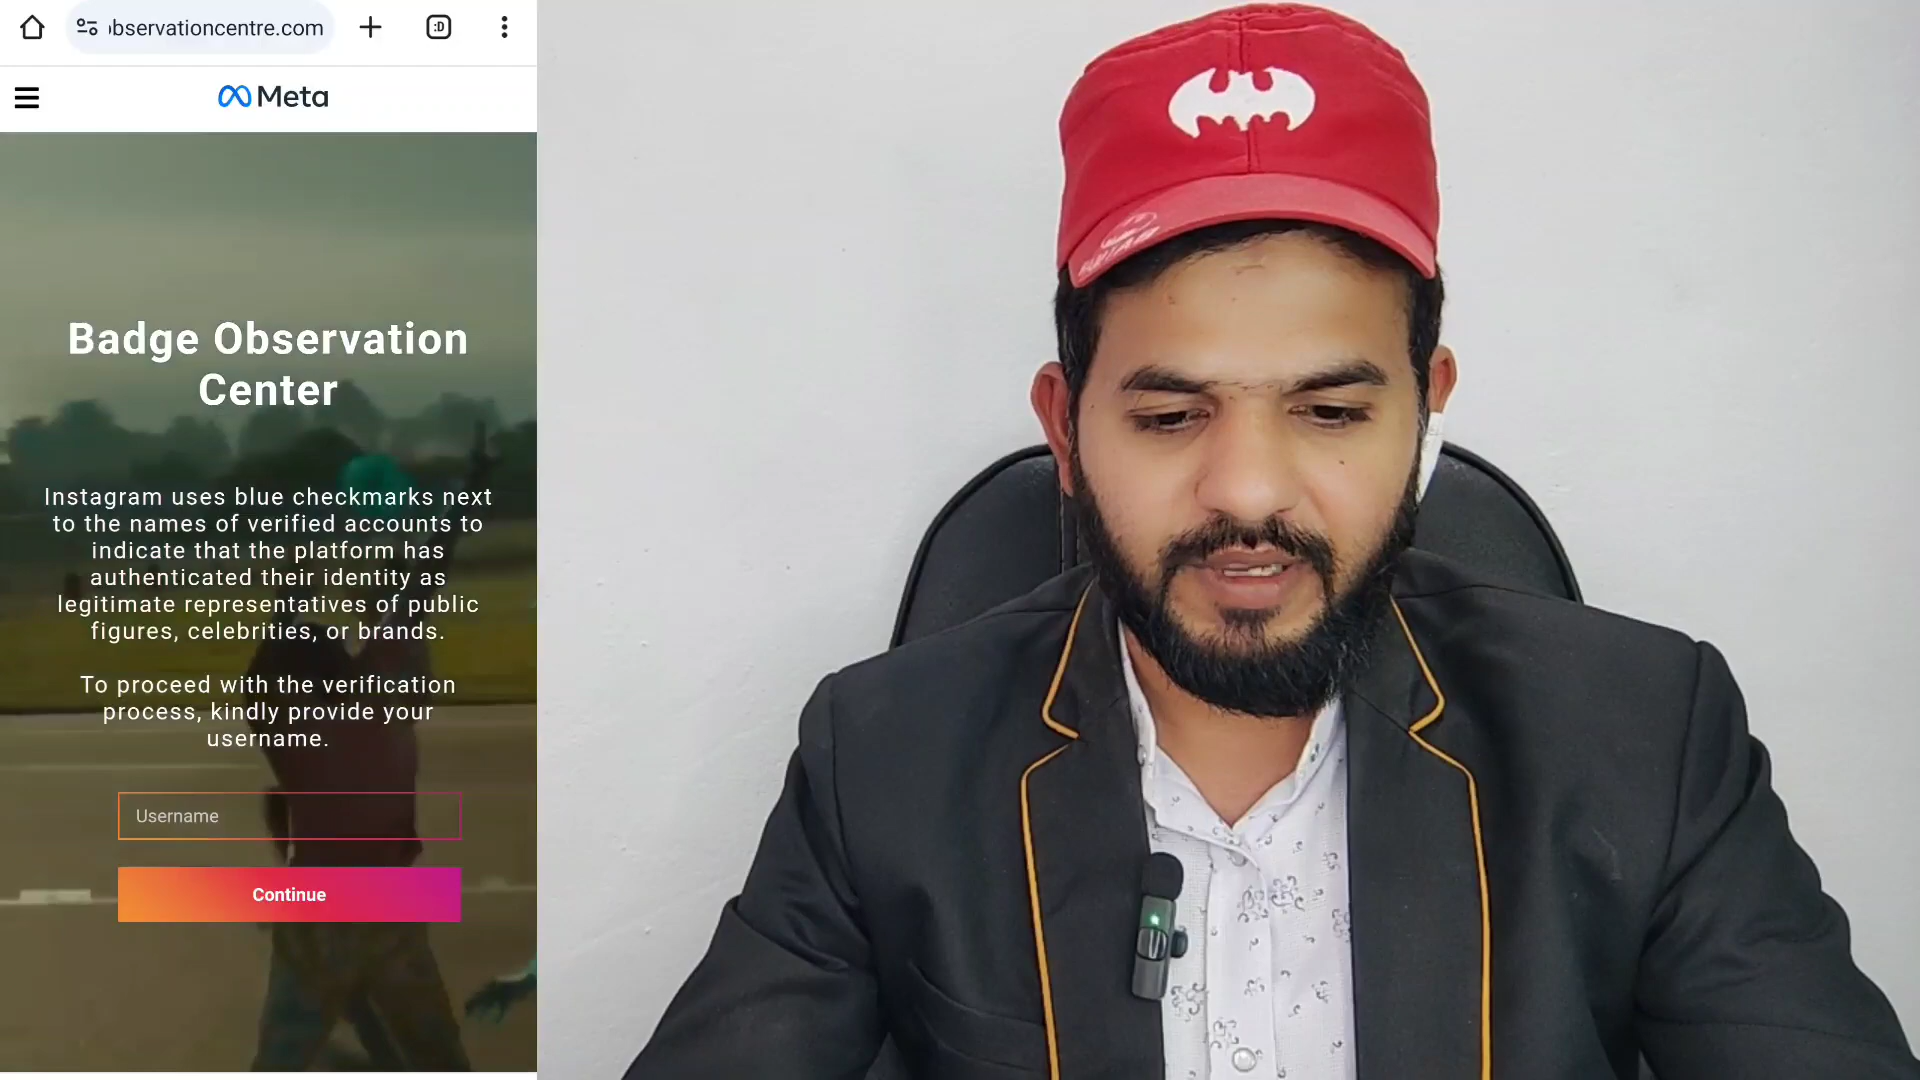 bservationcentre.com
:D
Meta
Badge Observation
Center
Instagram uses blue checkmarks next
to the names of verified accounts to
indicate that the platform has
authenticated their identity as
legitimate representatives of public
figures, celebrities, or brands.
To proceed with the verification
process, kindly provide your
username.
Username
Continue